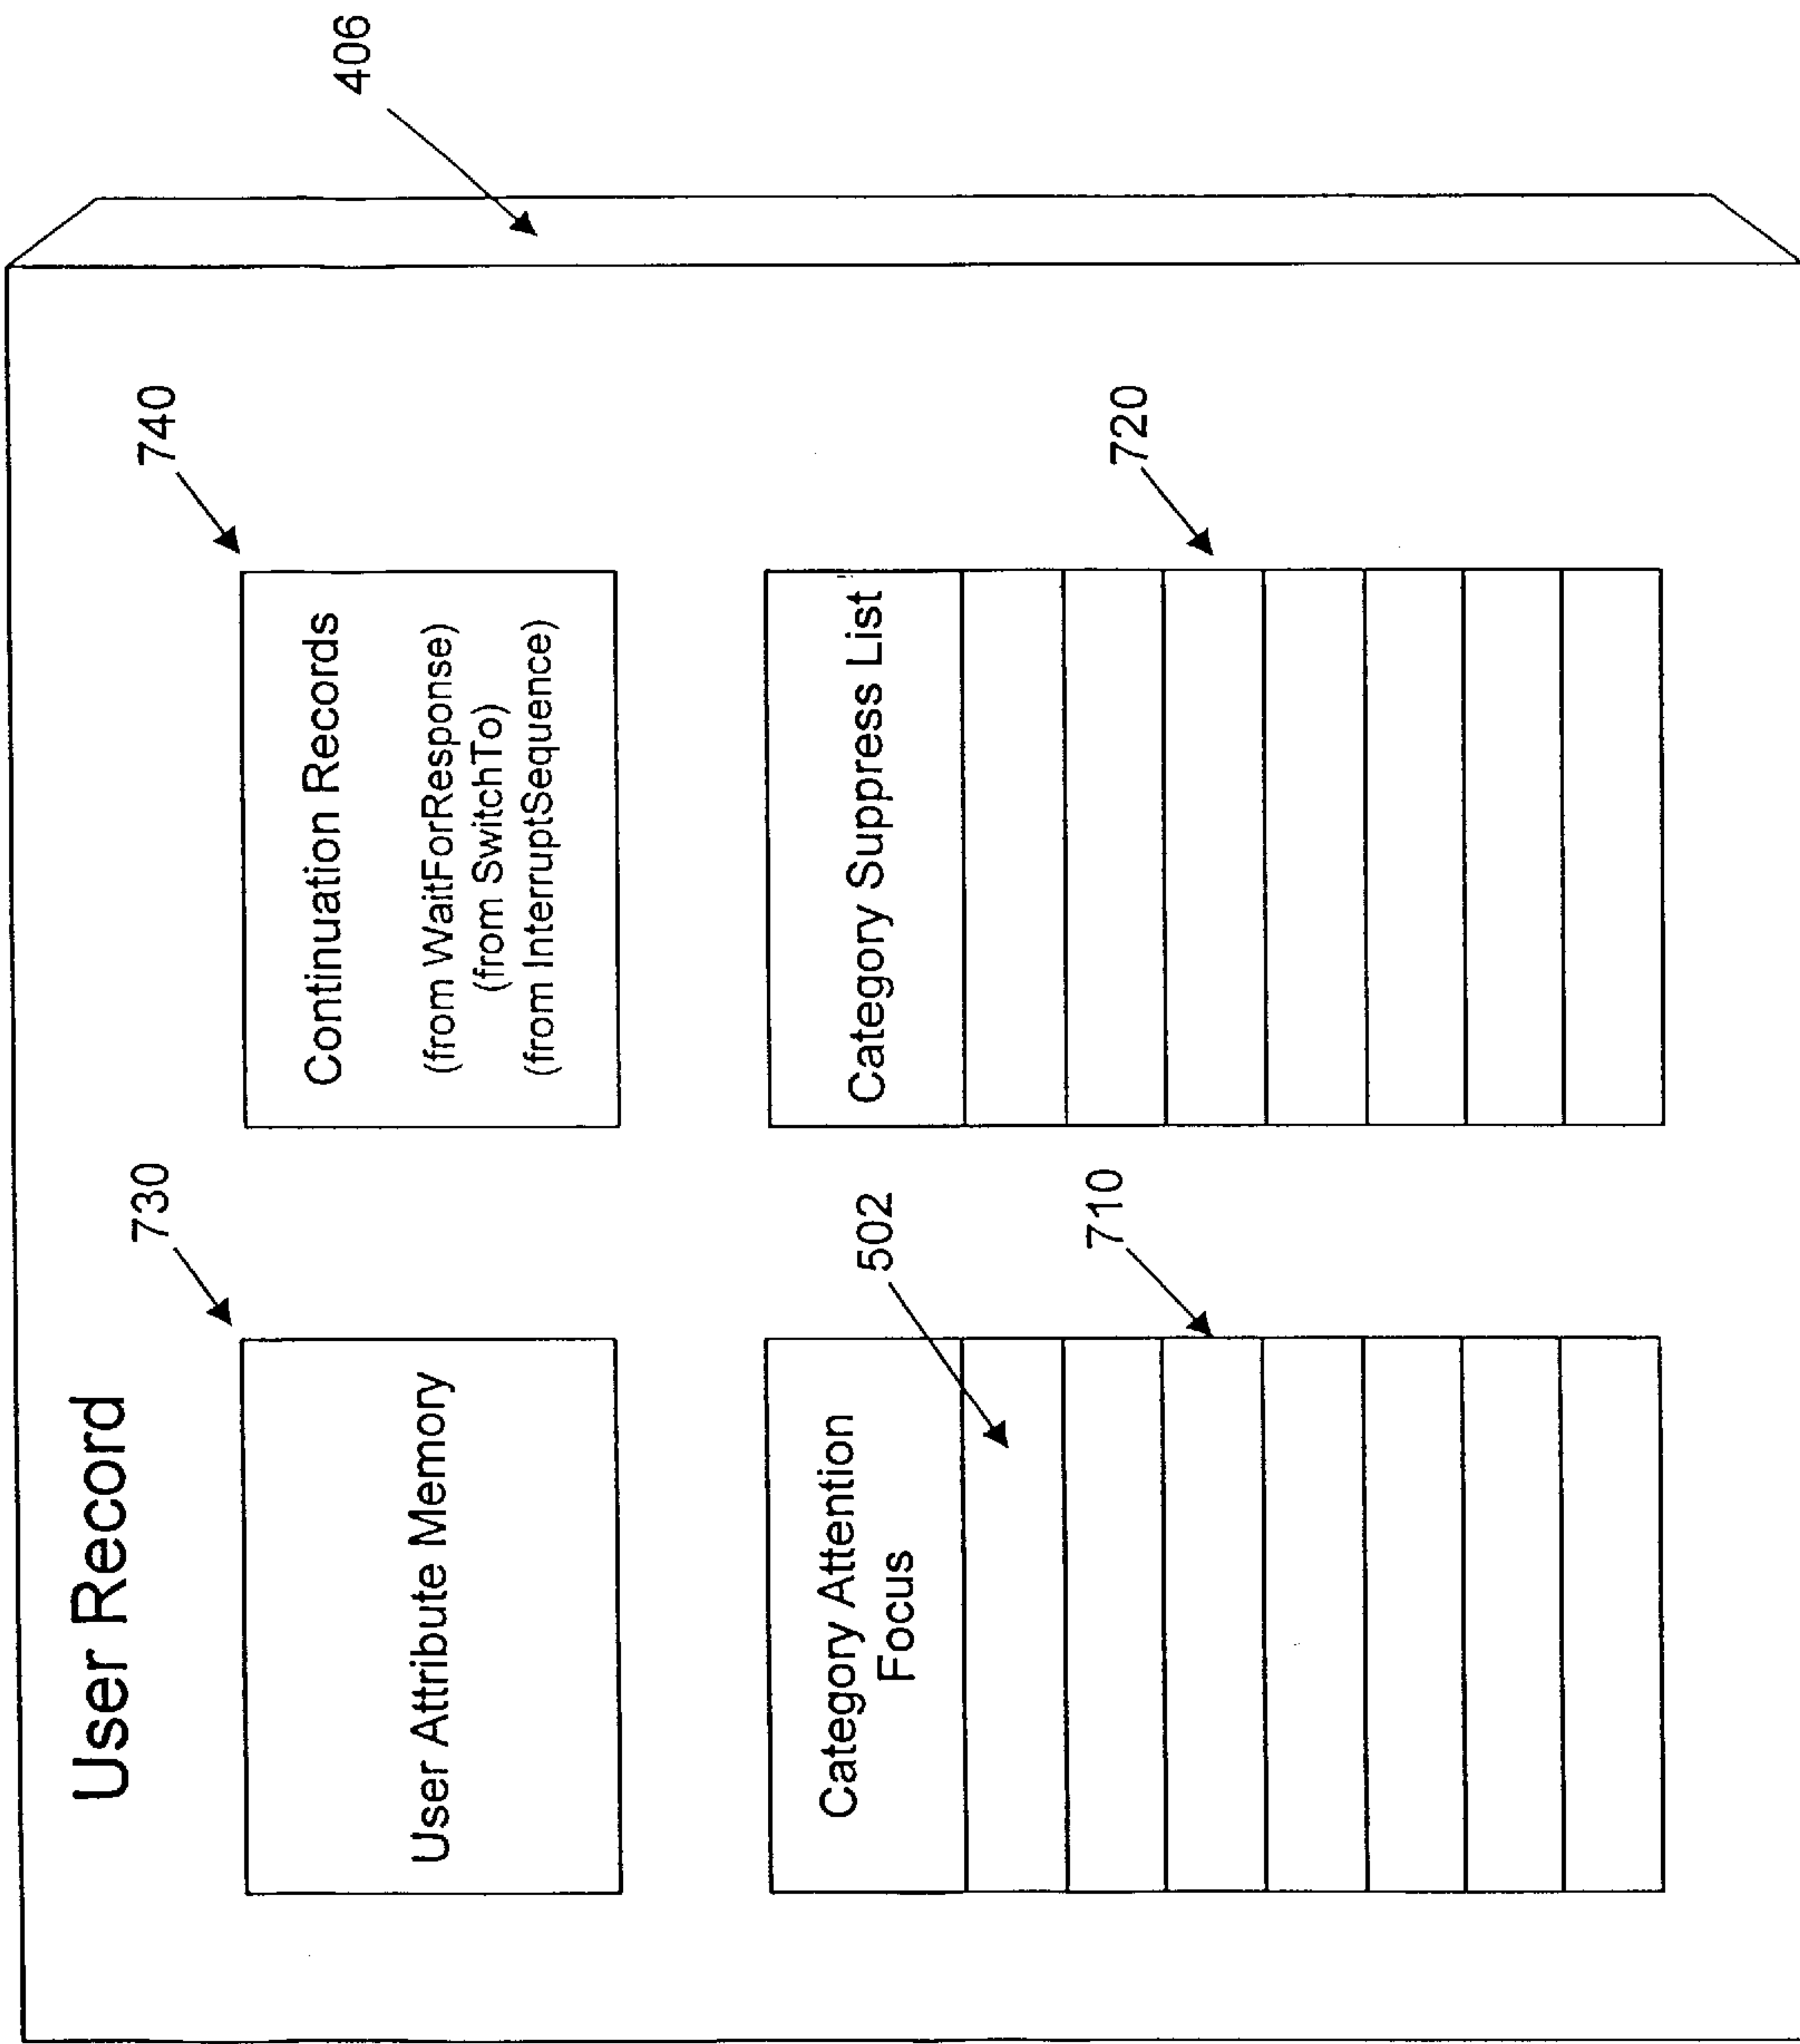 User Record
406
730
740
User Attribute Memory
Continuation Records
(from WaitForResponse)
(from SwitchTo)
(from InterruptSequence)
502
710
720
Category Attention
Focus
Category Suppress List